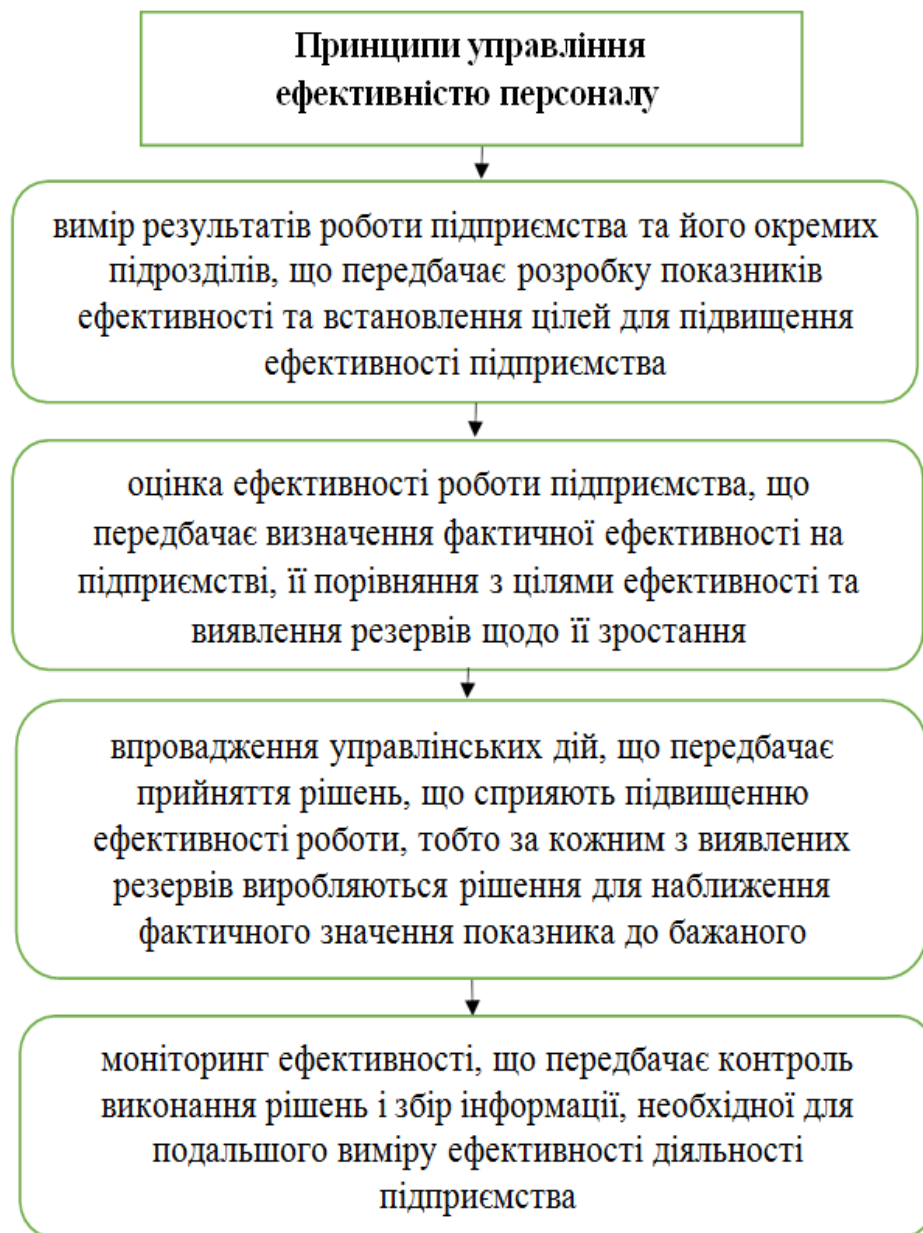 Принципи управління
ефективністю персоналу
вимір результатів роботи підприємства та його окремих
підрозділів, що передбачає розробку показників
ефективності та встановлення цілей для підвищення
ефективності підприємства
оцінка ефективності роботи підприємства, що
передбачає визначення фактичної ефективності на
підприємстві, її порівняння з цілями ефективності та
виявлення резервів щодо її зростання
впровадження управлінських дій, що передбачає
прийняття рішень, що сприяють підвищенню
ефективності роботи, тобто за кожним з виявлених
резервів виробляються рішення для наближення
фактичного значення показника до бажаного
моніторинг ефективності, що передбачає контроль
виконання рішень і збір інформації, необхідної для
подальшого виміру ефективності діяльності
підприємства